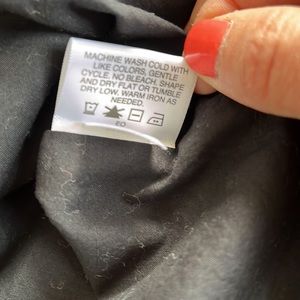 MACHINE WASH COLD WITH
LIKE COLORS, GENTLE
CYCLE. NO BLEACH. SHAPE
AND DRY FLAT OR TUMBLE
DRY LOW. WARM IRON AS
NEEDED.